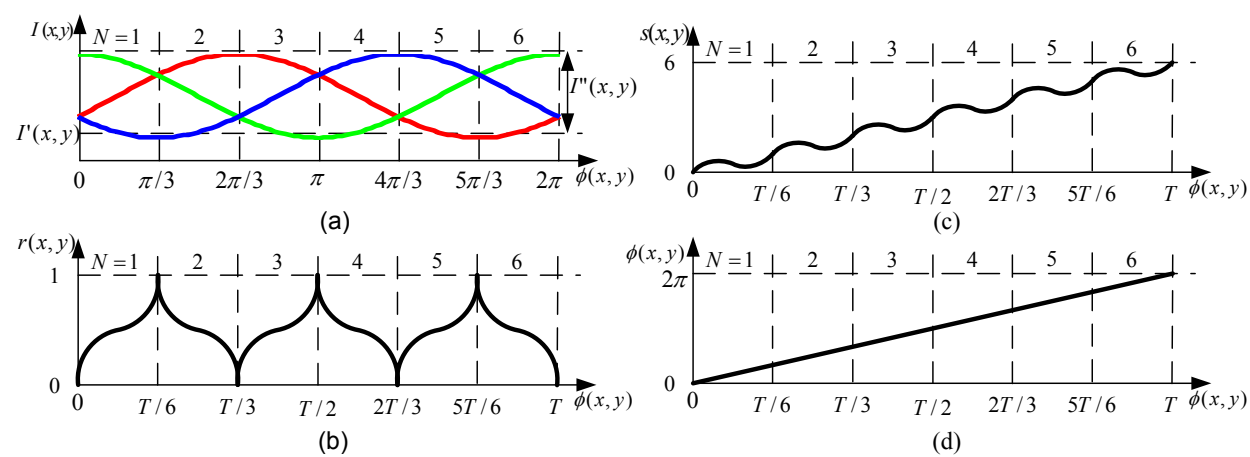 I(x,y)
N = 1 2 3 4 5 6
I''(x, y)
I'(x, y)
0 π/3 2π/3 π 4π/3 5π/3 2π ϕ(x, y)
(a)
r(x, y)
N = 1 2 3 4 5 6
1
0
0 T/6 T/3 T/2 2T/3 5T/6 T ϕ(x, y)
(b)
s(x,y)
N = 1 2 3 4 5 6
6
0
0 T/6 T/3 T/2 2T/3 5T/6 T ϕ(x, y)
(c)
ϕ(x, y)
N = 1 2 3 4 5 6
2π
0
0 T/6 T/3 T/2 2T/3 5T/6 T ϕ(x, y)
(d)